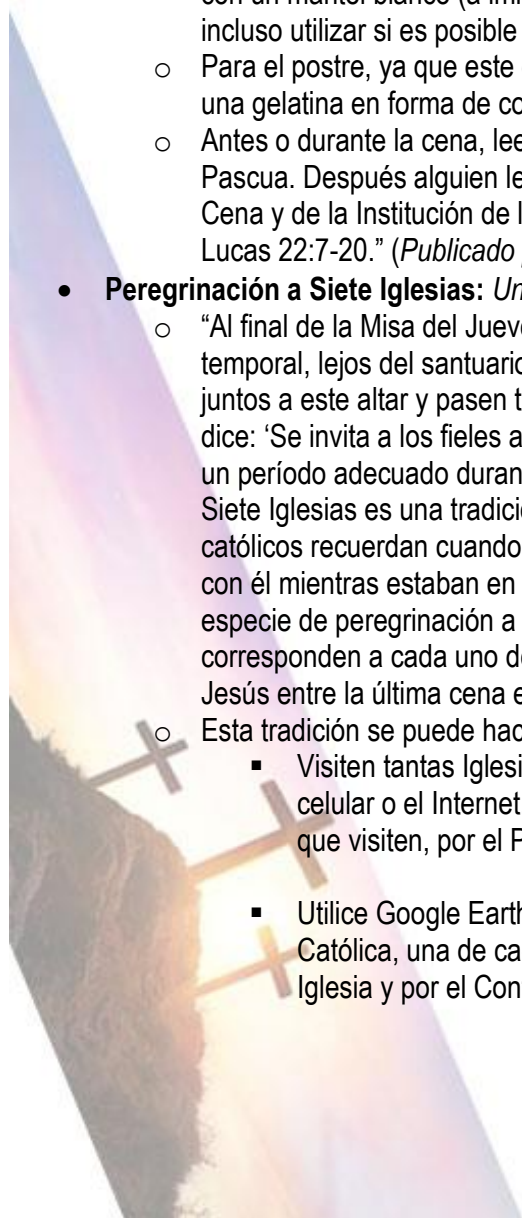 con un mantel blanco (a imi
incluso utilizar si es posible
o Para el postre, ya que este
una gelatina en forma de co
o Antes o durante la cena, lee
Pascua. Después alguien le
Cena y de la Institución de l
Lucas 22:7-20.” (Publicado
• Peregrinación a Siete Iglesias: Un
o “Al final de la Misa del Jueve
temporal, lejos del santuario
juntos a este altar y pasen t
dice: ‘Se invita a los fieles a
un período adecuado duran
Siete Iglesias es una tradici
católicos recuerdan cuando
con él mientras estaban en
especie de peregrinación a
corresponden a cada uno de
Jesús entre la última cena e
o Esta tradición se puede hac
▪ Visiten tantas Iglesi
celular o el Internet
que visiten, por el P
▪ Utilice Google Earth
Católica, una de ca
Iglesia y por el Con